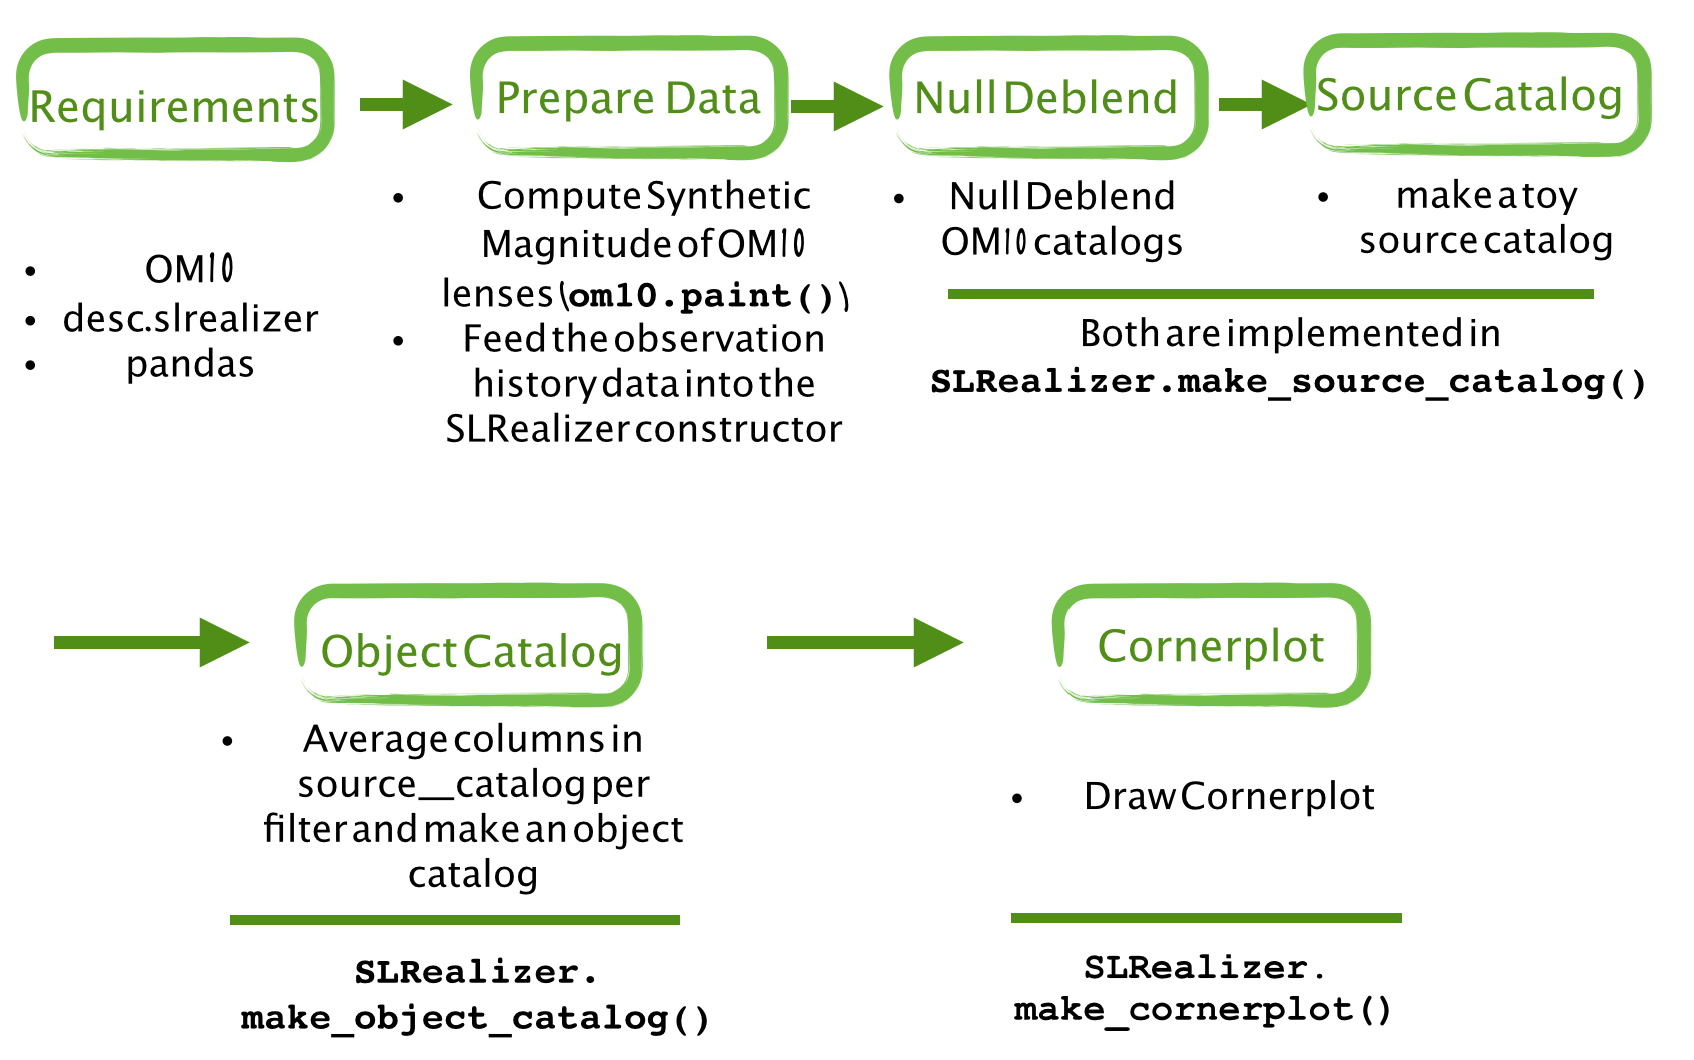 Requirements
• OM10
• desc.slrealizer
• pandas
Prepare Data
• Compute Synthetic
Magnitude of OM10
lenses (om10.paint())
• Feed the observation
history data into the
SLRealizer constructor
Null Deblend
• Null Deblend
OM10 catalogs
Source Catalog
• make a toy
source catalog
Both are implemented in
SLRealizer.make_source_catalog()
Object Catalog
• Average columns in
source__catalog per
filter and make an object
catalog
SLRealizer.
make_object_catalog()
Cornerplot
• Draw Cornerplot
SLRealizer.
make_cornerplot()